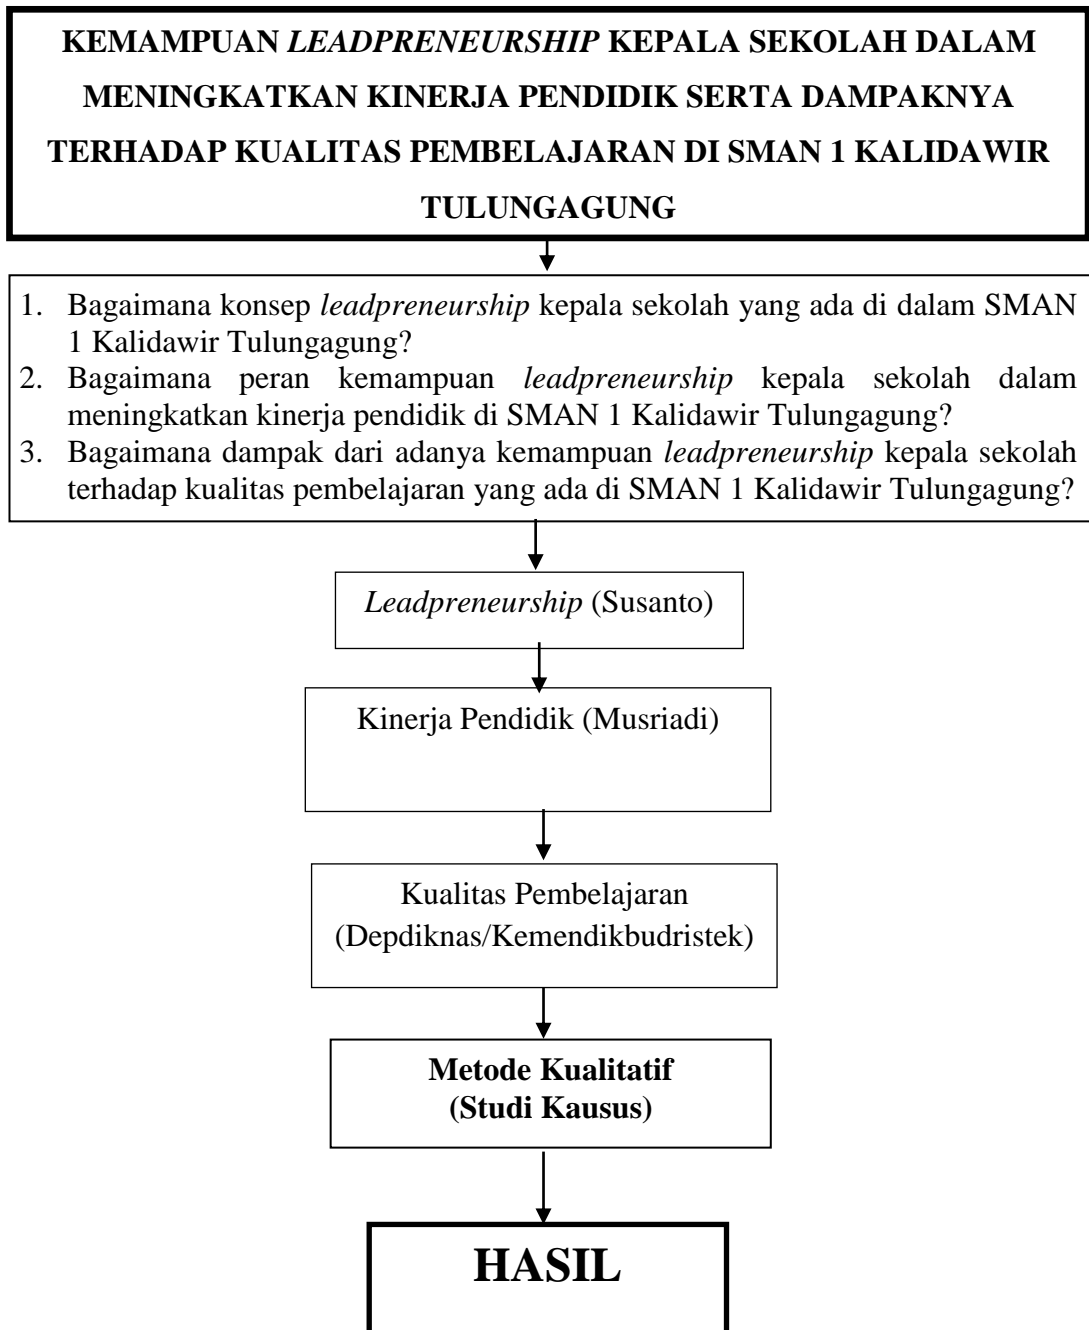 KEMAMPUAN LEADPRENEURSHIP KEPALA SEKOLAH DALAM
MENINGKATKAN KINERJA PENDIDIK SERTA DAMPAKNYA
TERHADAP KUALITAS PEMBELAJARAN DI SMAN 1 KALIDAWIR
TULUNGAGUNG
1. Bagaimana konsep leadpreneurship kepala sekolah yang ada di dalam SMAN
1 Kalidawir Tulungagung?
2. Bagaimana peran kemampuan leadpreneurship kepala sekolah dalam
meningkatkan kinerja pendidik di SMAN 1 Kalidawir Tulungagung?
3. Bagaimana dampak dari adanya kemampuan leadpreneurship kepala sekolah
terhadap kualitas pembelajaran yang ada di SMAN 1 Kalidawir Tulungagung?
Leadpreneurship (Susanto)
Kinerja Pendidik (Musriadi)
Kualitas Pembelajaran
(Depdiknas/Kemendikbudristek)
Metode Kualitatif
(Studi Kausus)
HASIL